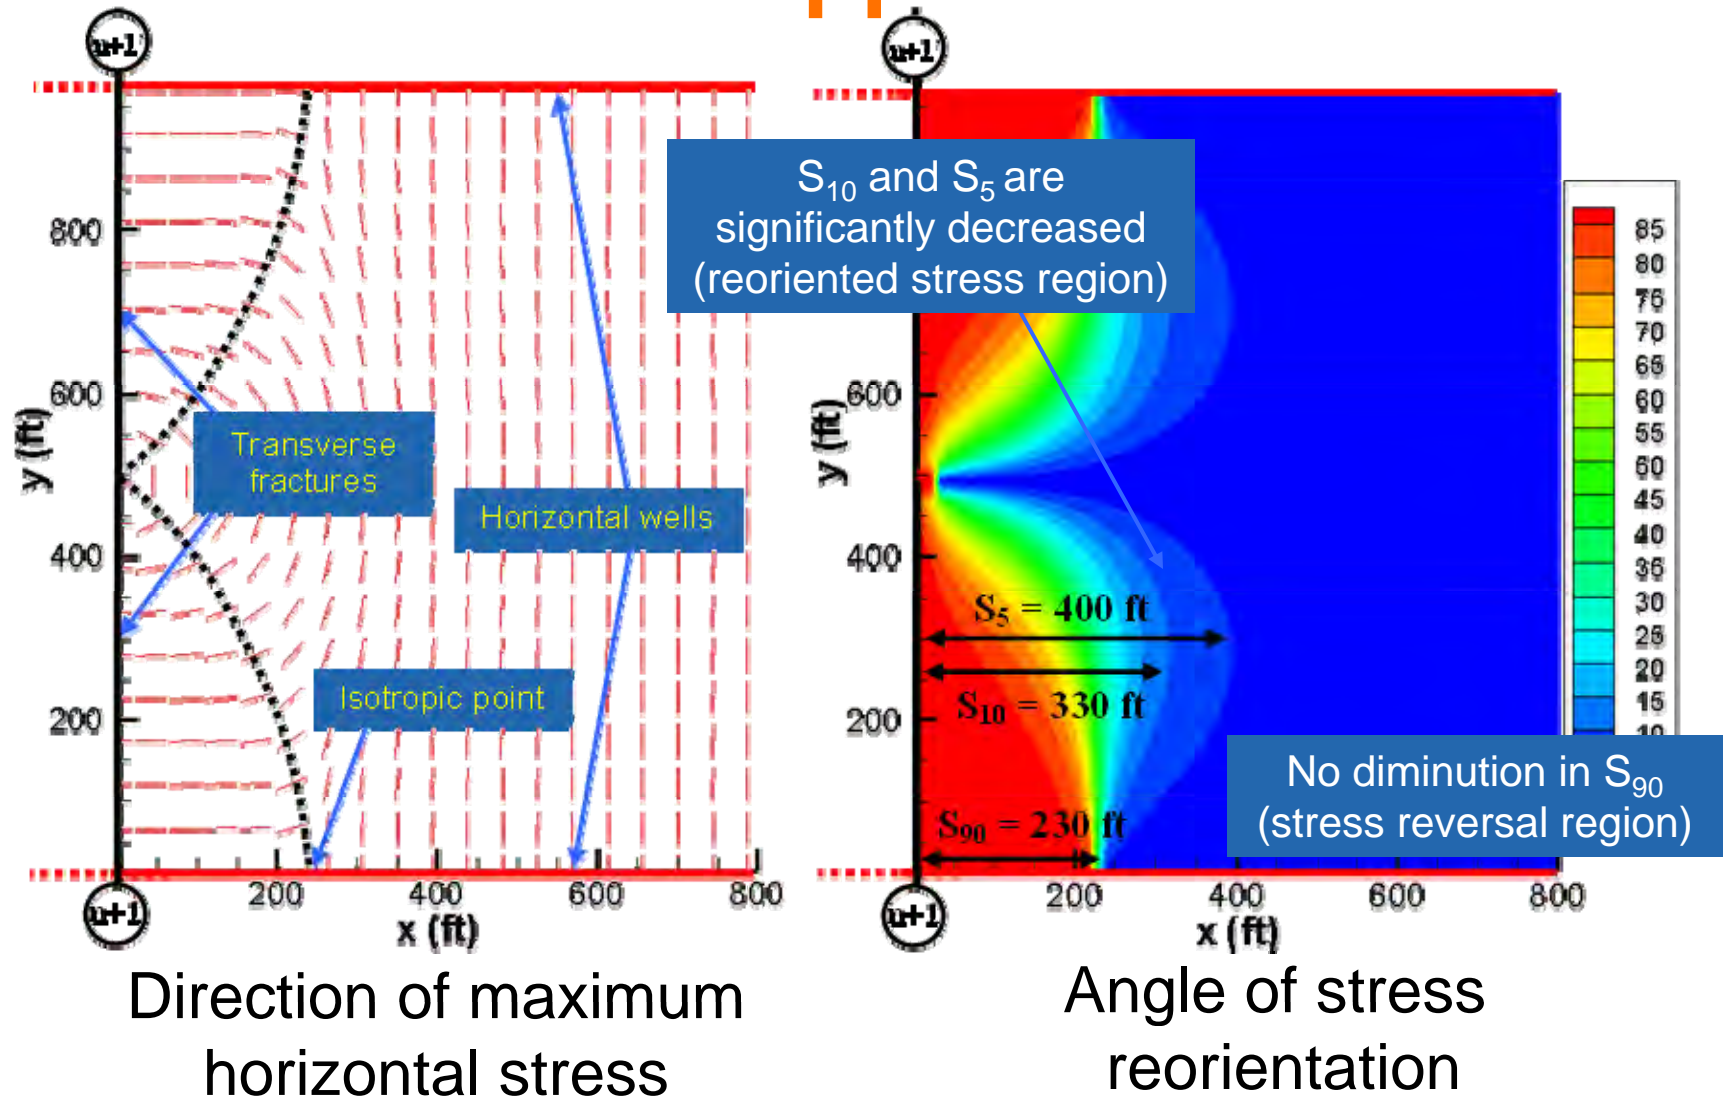 n+1
800
600
400
200
y (ft)
200
400
600
800
x (ft)
n+1
Transverse
fractures
Horizontal wells
Isotropic point
Direction of maximum
horizontal stress
n+1
S₁₀ and S₅ are
significantly decreased
(reoriented stress region)
600
400
200
y (ft)
S₅ = 400 ft
S₁₀ = 330 ft
S₉₀ = 230 ft
200
400
600
800
x (ft)
n+1
85
80
75
70
65
60
55
50
45
40
35
30
25
20
15
10
No diminution in S₉₀
(stress reversal region)
Angle of stress
reorientation